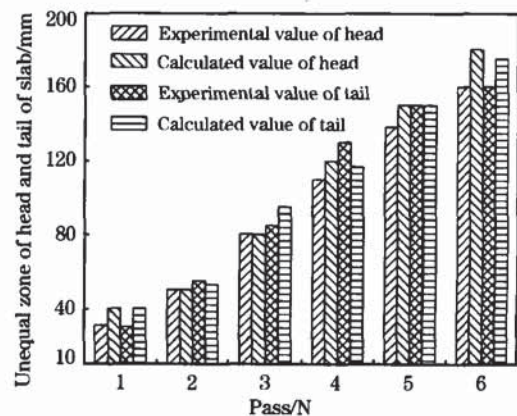 Unequal zone of head and tail of slab/mm
200
160
120
80
40
10
Experimental value of head
Calculated value of head
Experimental value of tail
Calculated value of tail
1 2 3 4 5 6
Pass/N